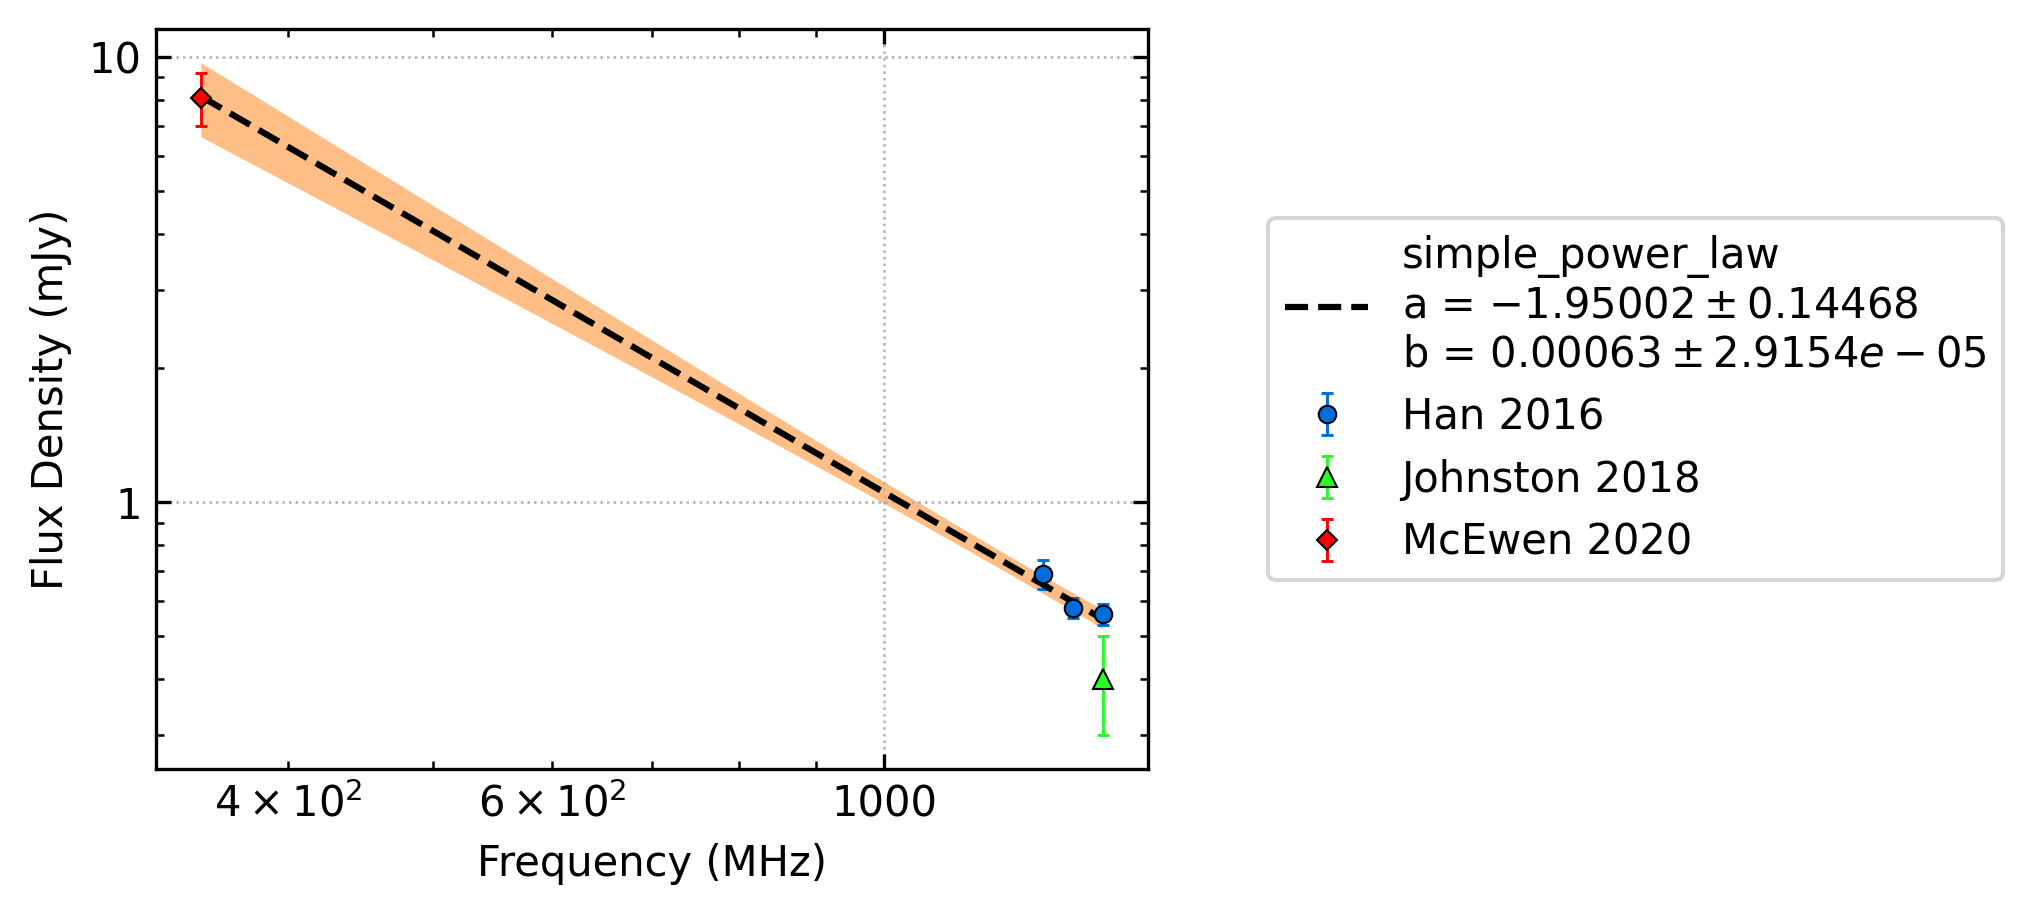 10
1
Flux Density (mJy)
4 × 10²
6 × 10²
1000
Frequency (MHz)
simple_power_law
a = −1.95002 ± 0.14468
b = 0.00063 ± 2.9154e − 05
Han 2016
Johnston 2018
McEwen 2020